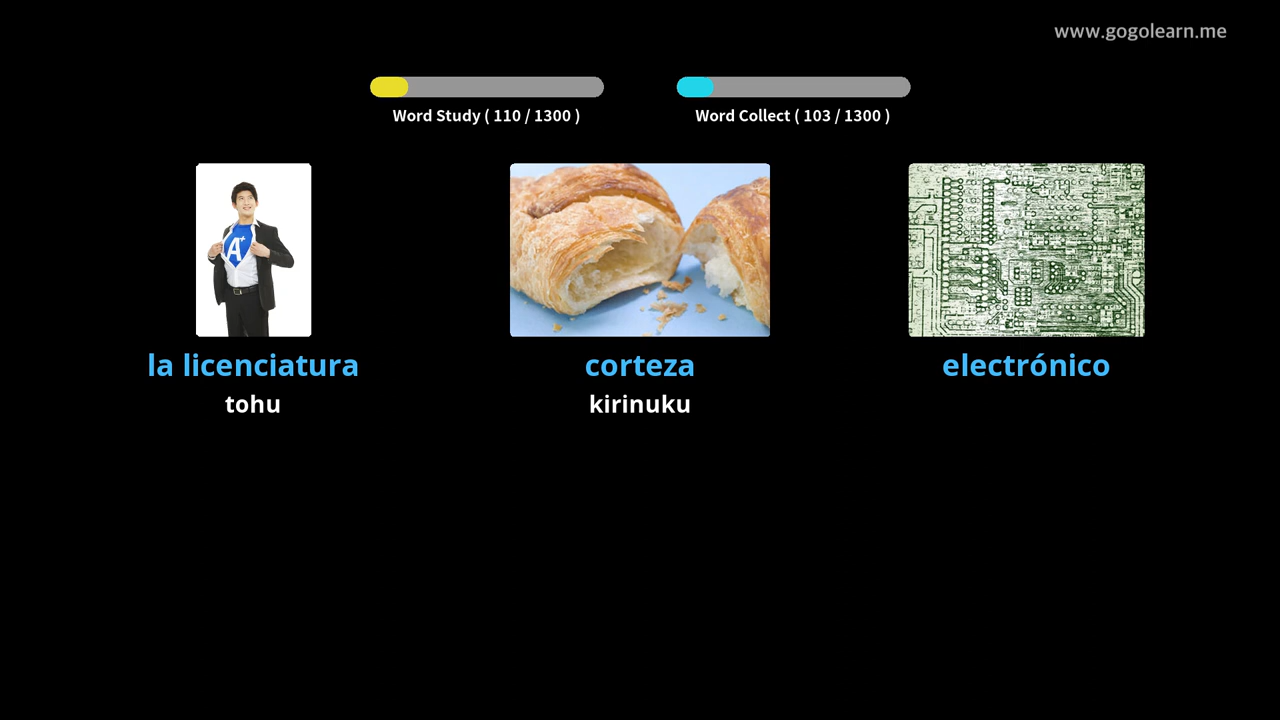 www.gogolearn.me
Word Study ( 110 / 1300 )
Word Collect ( 103 / 1300 )
A+
la licenciatura
tohu
corteza
kirinuku
electrónico